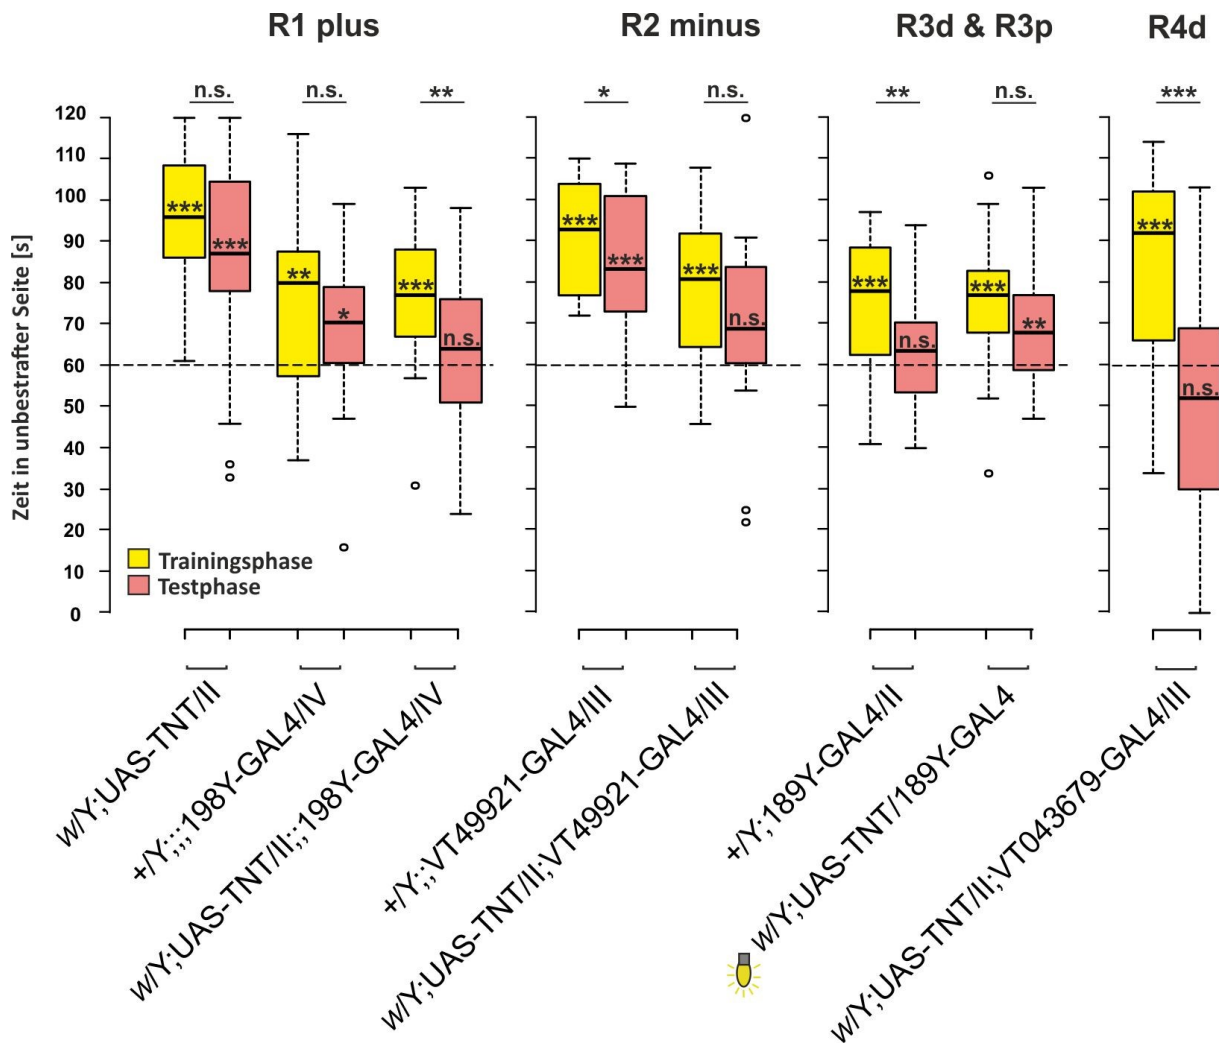 R1 plus
R2 minus
R3d & R3p
R4d
n.s.
n.s.
**
*
n.s.
**
n.s.
***
120
110
100
90
80
70
60
50
40
30
20
10
0
Zeit in unbestrafter Seite [s]
***
***
**
*
***
n.s.
***
***
***
n.s.
***
n.s.
***
**
***
n.s.
Trainingsphase
Testphase
w/Y;UAS-TNT/II
+/Y;;;198Y-GAL4/IV
w/Y;UAS-TNT/II;;198Y-GAL4/IV
+/Y;;VT49921-GAL4/III
w/Y;UAS-TNT/II;VT49921-GAL4/III
+/Y;189Y-GAL4/II
w/Y;UAS-TNT/189Y-GAL4
w/Y;UAS-TNT/II;VT043679-GAL4/III